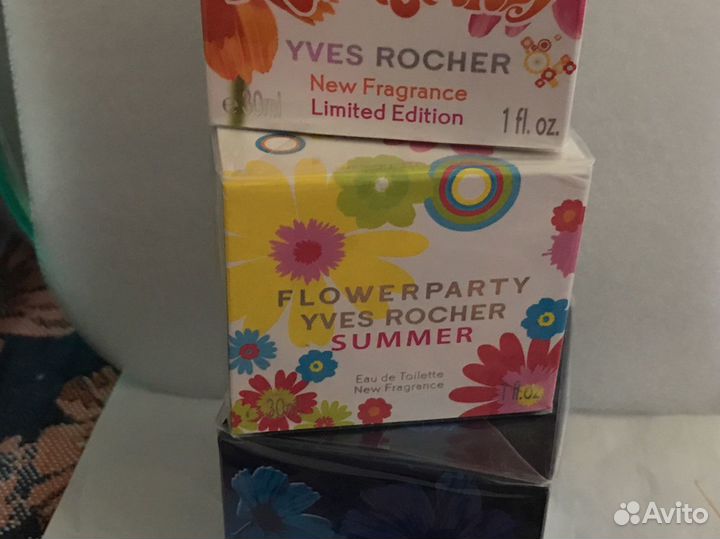 YVES ROCHER
New Fragrance
Limited Edition
e 30ml
1 fl. oz.
FLOWERPARTY
YVES ROCHER
SUMMER
Eau de Toilette
New Fragrance
30
1 fl.oz.
Avito